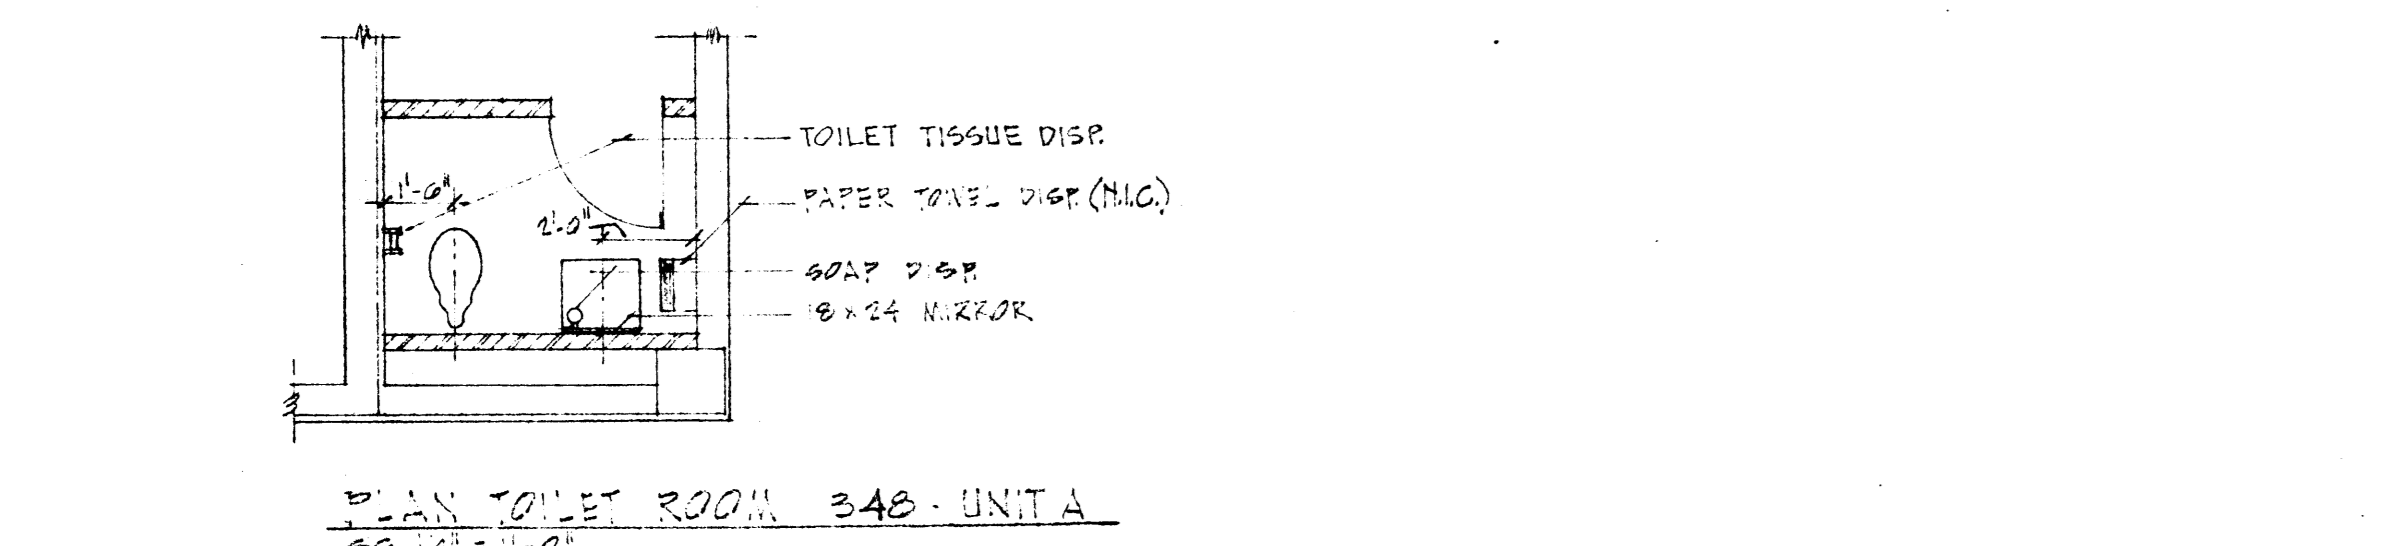 TOILET TISSUE DISP.
1'-6"
PAPER TOWEL DISP. (N.I.C.)
2'-0"
SOAP DISP.
18 x 24 MIRROR
PLAN TOILET ROOM 348 - UNIT A